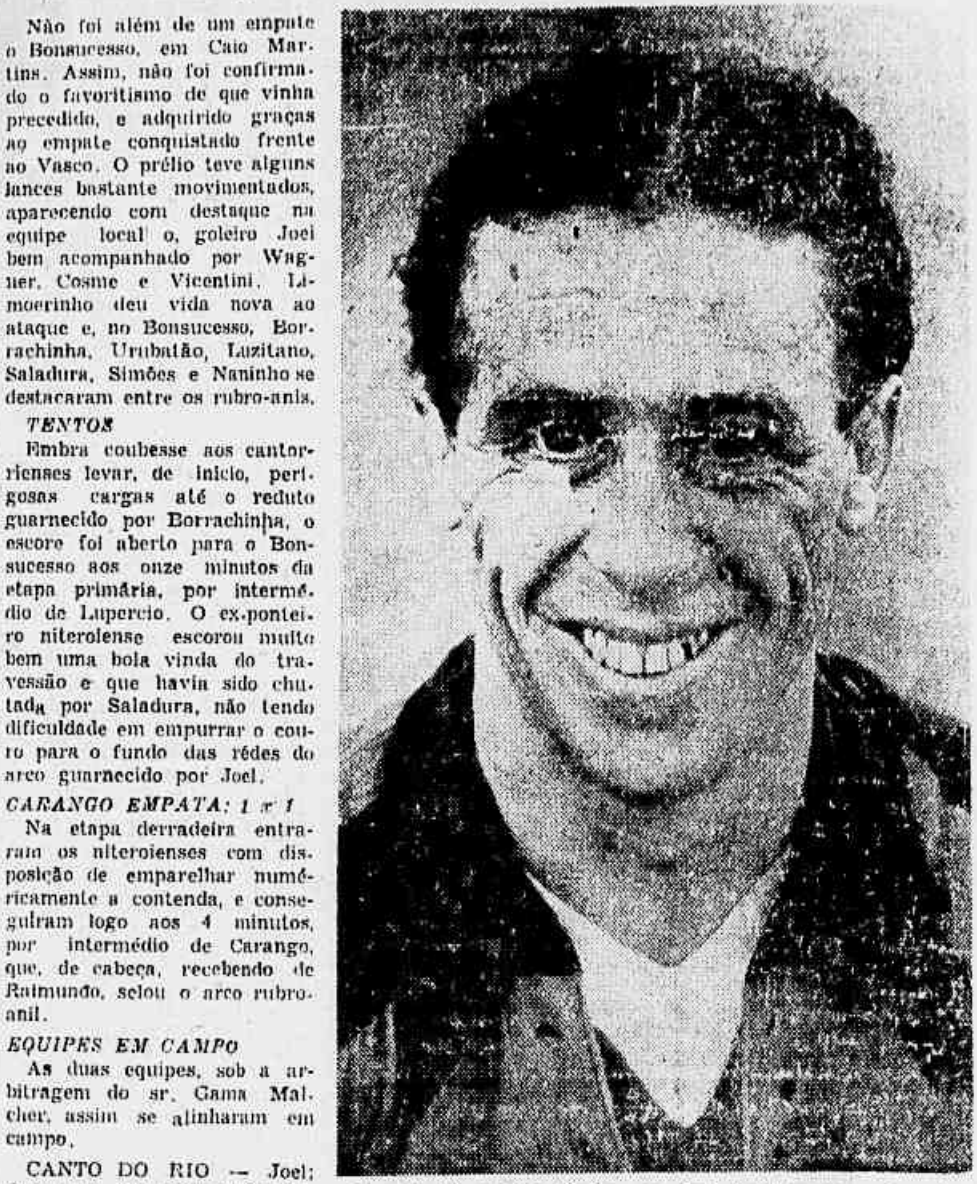 Não foi além de um empate
o Bonsucesso, em Caio Mar-
tins. Assim, não foi confirma-
do o favoritismo de que vinha
precedido, e adquirido graças
ao empate conquistado frente
ao Vasco. O prélio teve alguns
lances bastante movimentados,
aparecendo com destaque na
equipe local o, goleiro Joel
bem acompanhado por Wag-
ner, Cosme e Vicentini. Li-
moeirinho deu vida nova ao
ataque e, no Bonsucesso, Bor-
rachinha, Urubatão, Luzitano,
Saladura, Simões e Naninho se
destacaram entre os rubro-anis.
TENTOS
Embra coubesse aos cantor-
rienses levar, de inicio, peri-
gosas cargas até o reduto
guarnecido por Borrachinha, o
escore foi aberto para o Bon-
sucesso aos onze minutos da
etapa primária, por intermé-
dio de Lupercio. O ex-pontei-
ro niteroiense escorou muito
bem uma bola vinda do tra-
vessão e que havia sido chu-
tada por Saladura, não tendo
dificuldade em empurrar o cou-
ro para o fundo das rêdes do
arco guarnecido por Joel.
CARANGO EMPATA: 1 x 1
Na etapa derradeira entra-
ram os niteroienses com dis-
posição de emparelhar numé-
ricamente a contenda, e conse-
guiram logo aos 4 minutos,
por intermédio de Carango,
que, de cabeça, recebendo de
Raimundo, selou o arco rubro-
anil.
EQUIPES EM CAMPO
As duas equipes, sob a ar-
bitragem do sr. Gama Mal-
cher, assim se alinharam em
campo.
CANTO DO RIO — Joel;